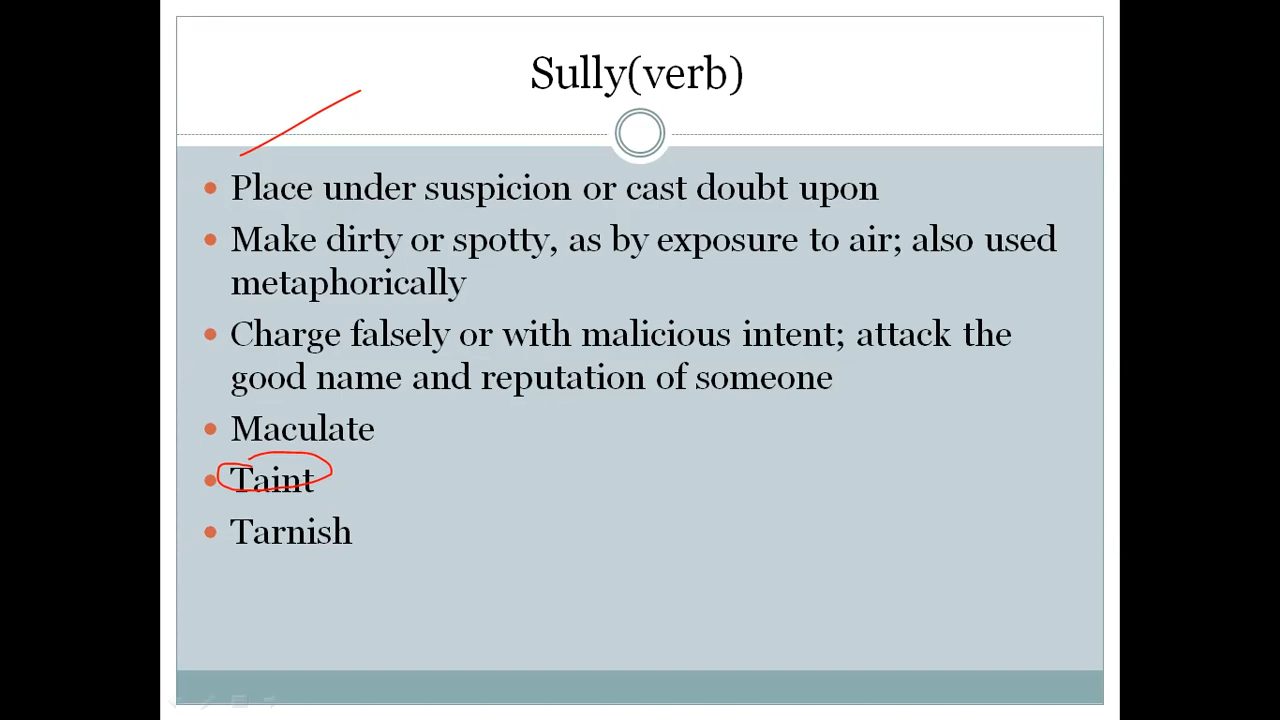 Sully(verb)
Place under suspicion or cast doubt upon
Make dirty or spotty, as by exposure to air; also used
metaphorically
Charge falsely or with malicious intent; attack the
good name and reputation of someone
Maculate
Taint
Tarnish